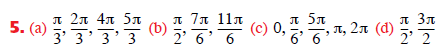 5. (a) π/3, 2π/3, 4π/3, 5π/3 (b) π/2, 7π/6, 11π/6 (c) 0, π/6, 5π/6, π, 2π (d) π/2, 3π/2